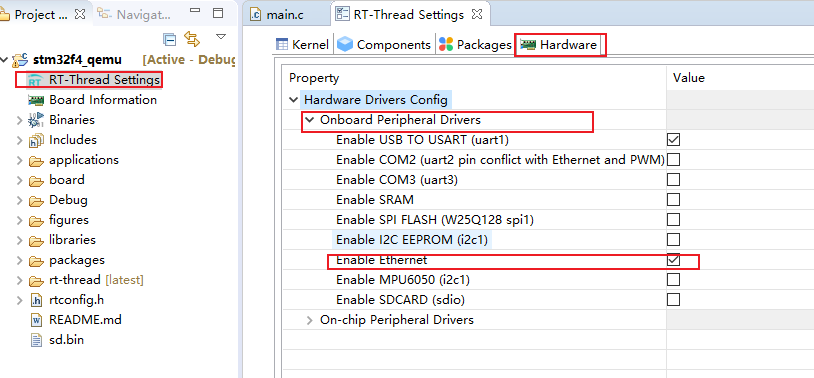 Project ...
Navigat...
stm32f4_qemu [Active - Debug
RT RT-Thread Settings
Board Information
Binaries
Includes
applications
board
Debug
figures
libraries
packages
rt-thread [latest]
rtconfig.h
README.md
sd.bin
main.c
RT-Thread Settings
Kernel
Components
Packages
Hardware
Property Value
Hardware Drivers Config
Onboard Peripheral Drivers
Enable USB TO USART (uart1)
Enable COM2 (uart2 pin conflict with Ethernet and PWM)
Enable COM3 (uart3)
Enable SRAM
Enable SPI FLASH (W25Q128 spi1)
Enable I2C EEPROM (i2c1)
Enable Ethernet
Enable MPU6050 (i2c1)
Enable SDCARD (sdio)
On-chip Peripheral Drivers